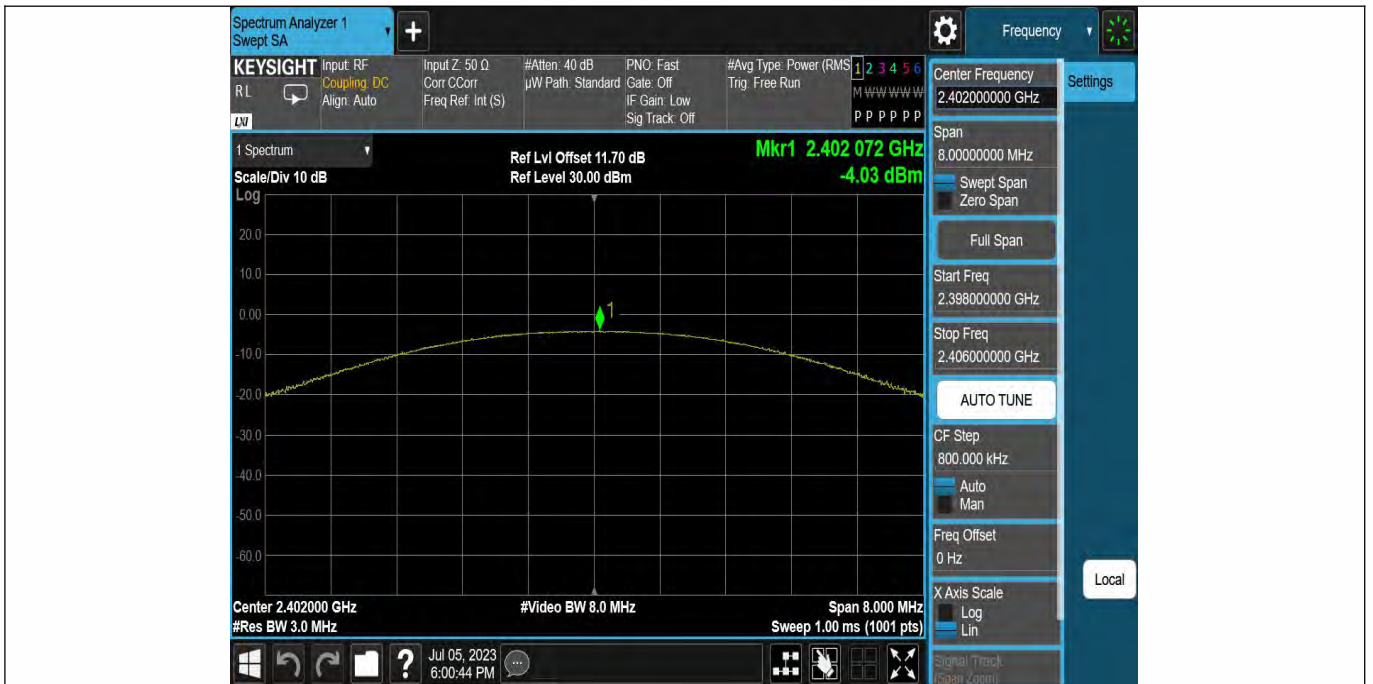 Spectrum Analyzer 1
Swept SA
+
Frequency
KEYSIGHT
RL
LXI
Input: RF
Coupling: DC
Align: Auto
Input Z: 50 Ω
Corr CCorr
Freq Ref: Int (S)
#Atten: 40 dB
µW Path: Standard
PNO: Fast
Gate: Off
IF Gain: Low
Sig Track: Off
#Avg Type: Power (RMS
Trig: Free Run
1 2 3 4 5 6
M W W W W W
P P P P P P
1 Spectrum
Scale/Div 10 dB
Ref Lvl Offset 11.70 dB
Ref Level 30.00 dBm
Mkr1 2.402 072 GHz
-4.03 dBm
Log
20.0
10.0
0.00
-10.0
-20.0
-30.0
-40.0
-50.0
-60.0
1
Center 2.402000 GHz
#Res BW 3.0 MHz
#Video BW 8.0 MHz
Span 8.000 MHz
Sweep 1.00 ms (1001 pts)
Center Frequency
2.402000000 GHz
Settings
Span
8.00000000 MHz
Swept Span
Zero Span
Full Span
Start Freq
2.398000000 GHz
Stop Freq
2.406000000 GHz
AUTO TUNE
CF Step
800.000 kHz
Auto
Man
Freq Offset
0 Hz
X Axis Scale
Log
Lin
Signal Track
(Span Zoom)
Local
?
Jul 05, 2023
6:00:44 PM